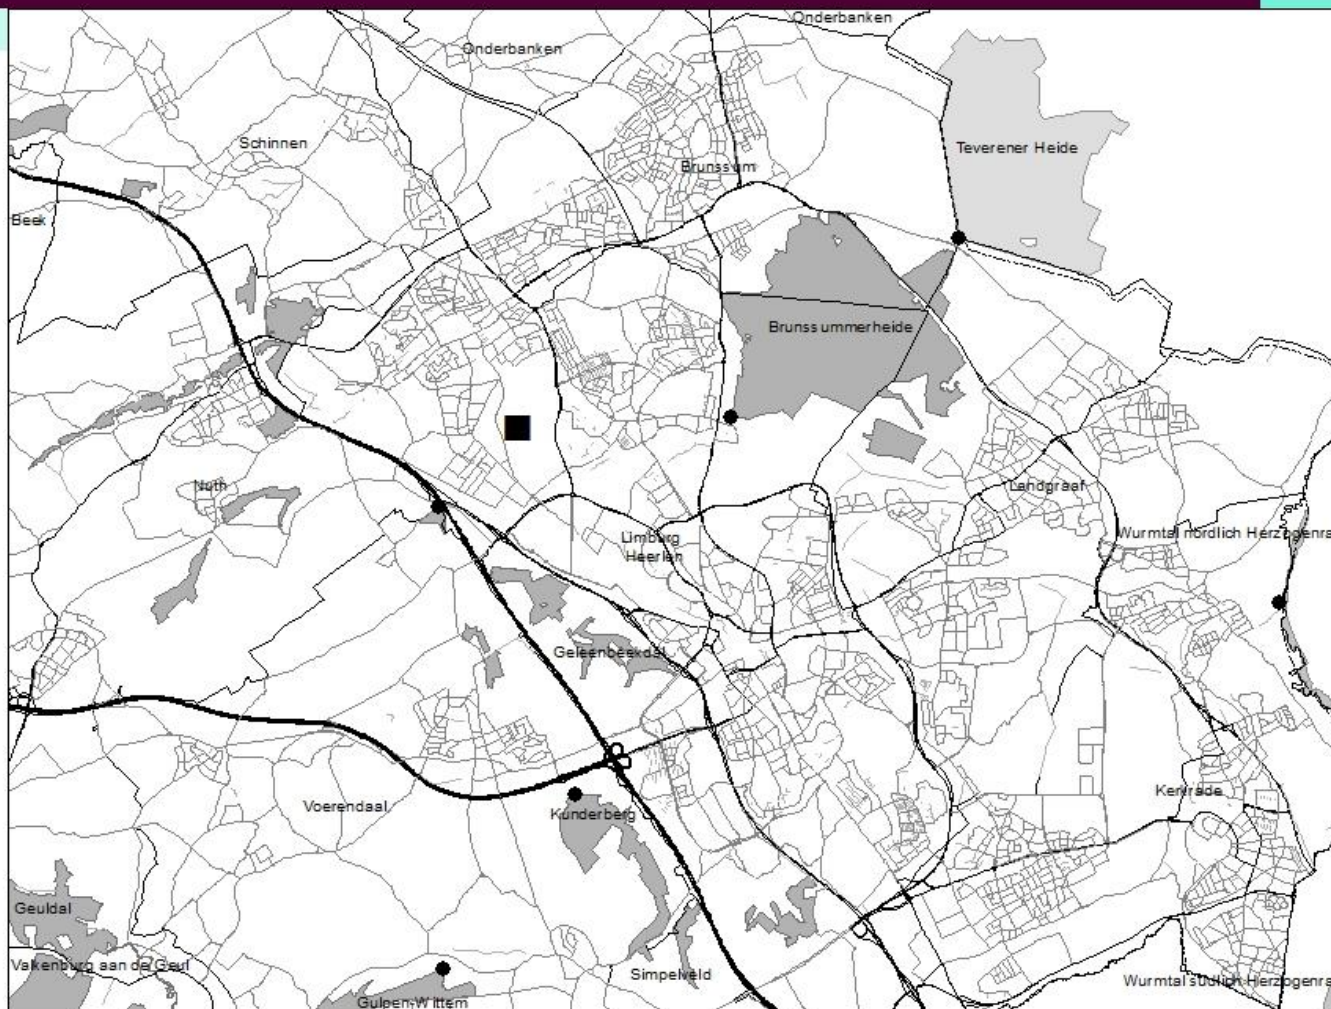 Onderbanken
Onderbanken
Schinnen
Teverener Heide
Brunssum
Beek
Brunssummerheide
Nuth
Landgraaf
Limburg
Heerlen
Wurmtal nördlich Herzogenra
Geleenbeekdal
Kerkrade
Voerendaal
Kunderberg
Geuldal
Valkenburg aan de Geul
Simpelveld
Wurmtal südlich Herzogenra
Gulpen-Wittem